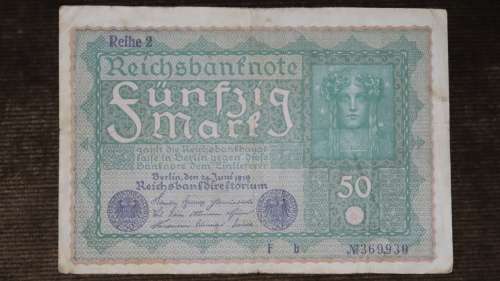 Reihe 2
Reichsbanknote
Fünfzig
Mark
zahlt die Reichsbankhaupt
kasse in Berlin gegen diese
Banknote dem Einlieferer
Berlin, den 24. Juni 1919
Reichsbankdirektorium
50
F b №369930